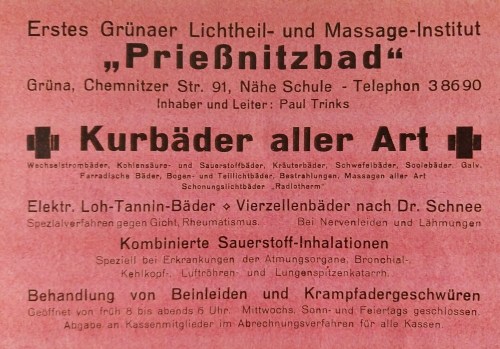 Erstes Grünaer Lichtheil- und Massage-Institut
„Prießnitzbad“
Grüna, Chemnitzer Str. 91, Nähe Schule - Telephon 38690
Inhaber und Leiter: Paul Trinks
Kurbäder aller Art
Wechselstrombäder, Kohlensäure- und Sauerstoffbäder, Kräuterbäder, Schwefelbäder, Soolebäder Galv.
Farradische Bäder, Bogen- und Teillichtbäder, Bestrahlungen, Massagen aller Art
Schonungslichtbäder „Radiotherm“
Elektr. Loh-Tannin-Bäder ⋄ Vierzellenbäder nach Dr. Schnee
Spezialverfahren gegen Gicht, Rheumatismus. Bei Nervenleiden und Lähmungen
Kombinierte Sauerstoff-Inhalationen
Speziell bei Erkrankungen der Atmungsorgane, Bronchial-,
Kehlkopf-, Luftröhren- und Lungenspitzenkatarrh.
Behandlung von Beinleiden und Krampfadergeschwüren
Geöffnet von früh 8 bis abends 8 Uhr. Mittwochs, Sonn- und Feiertags geschlossen.
Abgabe an Kassenmitglieder im Abrechnungsverfahren für alle Kassen.